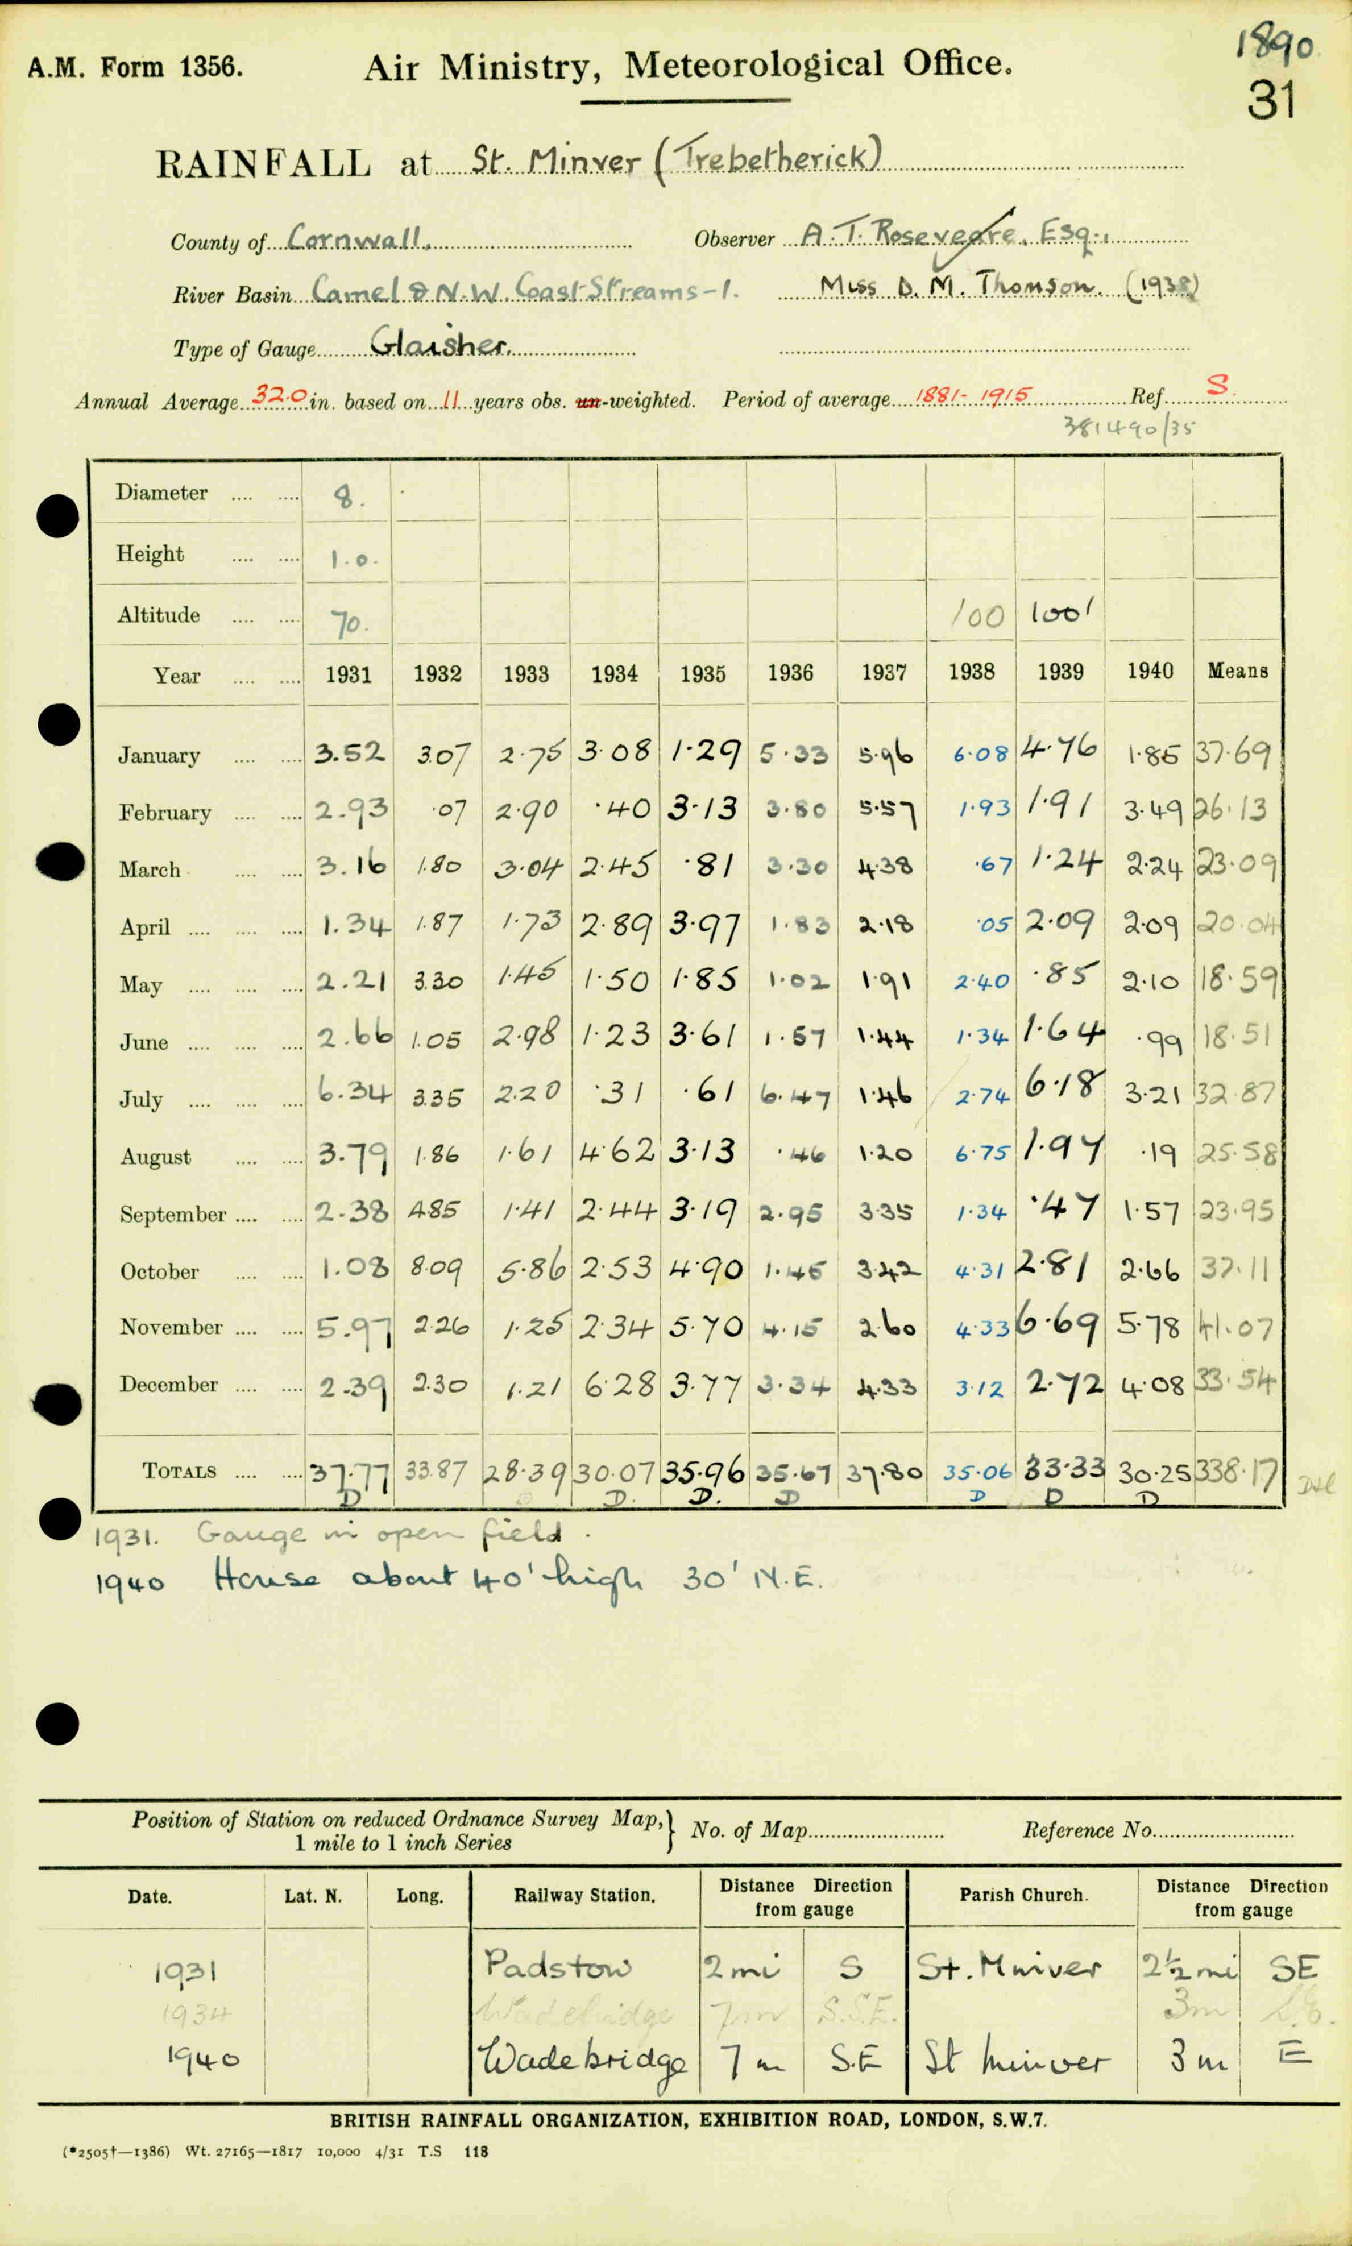 1890
A.M. Form 1356. Air Ministry, Meteorological Office.
31
RAINFALL at St. Minver (Trebetherick)
County of Cornwall. Observer A. T. Roseveare, Esq.,
River Basin Camel & N.W. Coast Streams-1. Miss D. M. Thomson. (1938)
Type of Gauge Glaisher.
Annual Average 32.0 in. based on 11 years obs. un-weighted. Period of average 1881-1915 Ref. S.
381490/35
Diameter 8.
Height 1.0.
Altitude 70. 100 100'
Year 1931 1932 1933 1934 1935 1936 1937 1938 1939 1940 Means
January 3.52 3.07 2.75 3.08 1.29 5.33 5.96 6.08 4.76 1.85 37.69
February 2.93 .07 2.90 .40 3.13 3.80 5.57 1.93 1.91 3.49 26.13
March 3.16 1.80 3.04 2.45 .81 3.30 4.38 .67 1.24 2.24 23.09
April 1.34 1.87 1.73 2.89 3.97 1.83 2.18 .05 2.09 2.09 20.04
May 2.21 3.30 1.45 1.50 1.85 1.02 1.91 2.40 .85 2.10 18.59
June 2.66 1.05 2.98 1.23 3.61 1.57 1.44 1.34 1.64 .99 18.51
July 6.34 3.35 2.20 .31 .61 6.47 1.46 2.74 6.18 3.21 32.87
August 3.79 1.86 1.61 4.62 3.13 .46 1.20 6.75 1.97 .19 25.58
September 2.38 4.85 1.41 2.44 3.19 2.95 3.35 1.34 .47 1.57 23.95
October 1.08 8.09 5.86 2.53 4.90 1.45 3.42 4.31 2.81 2.66 37.11
November 5.97 2.26 1.25 2.34 5.70 4.15 2.60 4.33 6.69 5.78 41.07
December 2.39 2.30 1.21 6.28 3.77 3.34 4.33 3.12 2.72 4.08 33.54
TOTALS 37.77 33.87 28.39 30.07 35.96 35.67 37.80 35.06 33.33 30.25 338.17
D D. D. D D D D
1931. Gauge in open field.
1940 House about 40' high 30' N.E.
Position of Station on reduced Ordnance Survey Map, } No. of Map Reference No.
1 mile to 1 inch Series
Date. Lat. N. Long. Railway Station. Distance Direction from gauge Parish Church. Distance Direction from gauge
1931 Padstow 2 mi S St. Miniver 2½ mi SE
1934 Wadebridge 7m S.S.E. 3m S.E.
1940 Wadebridge 7 m S.E St Minver 3 m E
BRITISH RAINFALL ORGANIZATION, EXHIBITION ROAD, LONDON, S.W.7.
(*2505†—1386) Wt. 27165—1817 10,000 4/31 T.S 118